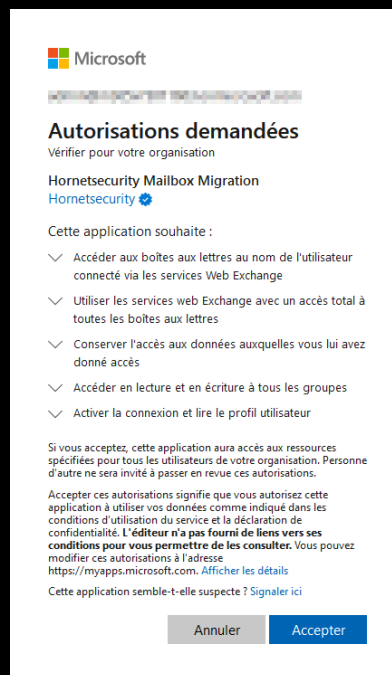 Microsoft
Autorisations demandées
Vérifier pour votre organisation
Hornetsecurity Mailbox Migration
Hornetsecurity
Cette application souhaite :
Accéder aux boîtes aux lettres au nom de l'utilisateur
connecté via les services Web Exchange
Utiliser les services web Exchange avec un accès total à
toutes les boîtes aux lettres
Conserver l'accès aux données auxquelles vous lui avez
donné accès
Accéder en lecture et en écriture à tous les groupes
Activer la connexion et lire le profil utilisateur
Si vous acceptez, cette application aura accès aux ressources
spécifiées pour tous les utilisateurs de votre organisation. Personne
d'autre ne sera invité à passer en revue ces autorisations.
Accepter ces autorisations signifie que vous autorisez cette
application à utiliser vos données comme indiqué dans les
conditions d'utilisation du service et la déclaration de
confidentialité. L'éditeur n'a pas fourni de liens vers ses
conditions pour vous permettre de les consulter. Vous pouvez
modifier ces autorisations à l'adresse
https://myapps.microsoft.com. Afficher les détails
Cette application semble-t-elle suspecte ? Signaler ici
Annuler
Accepter